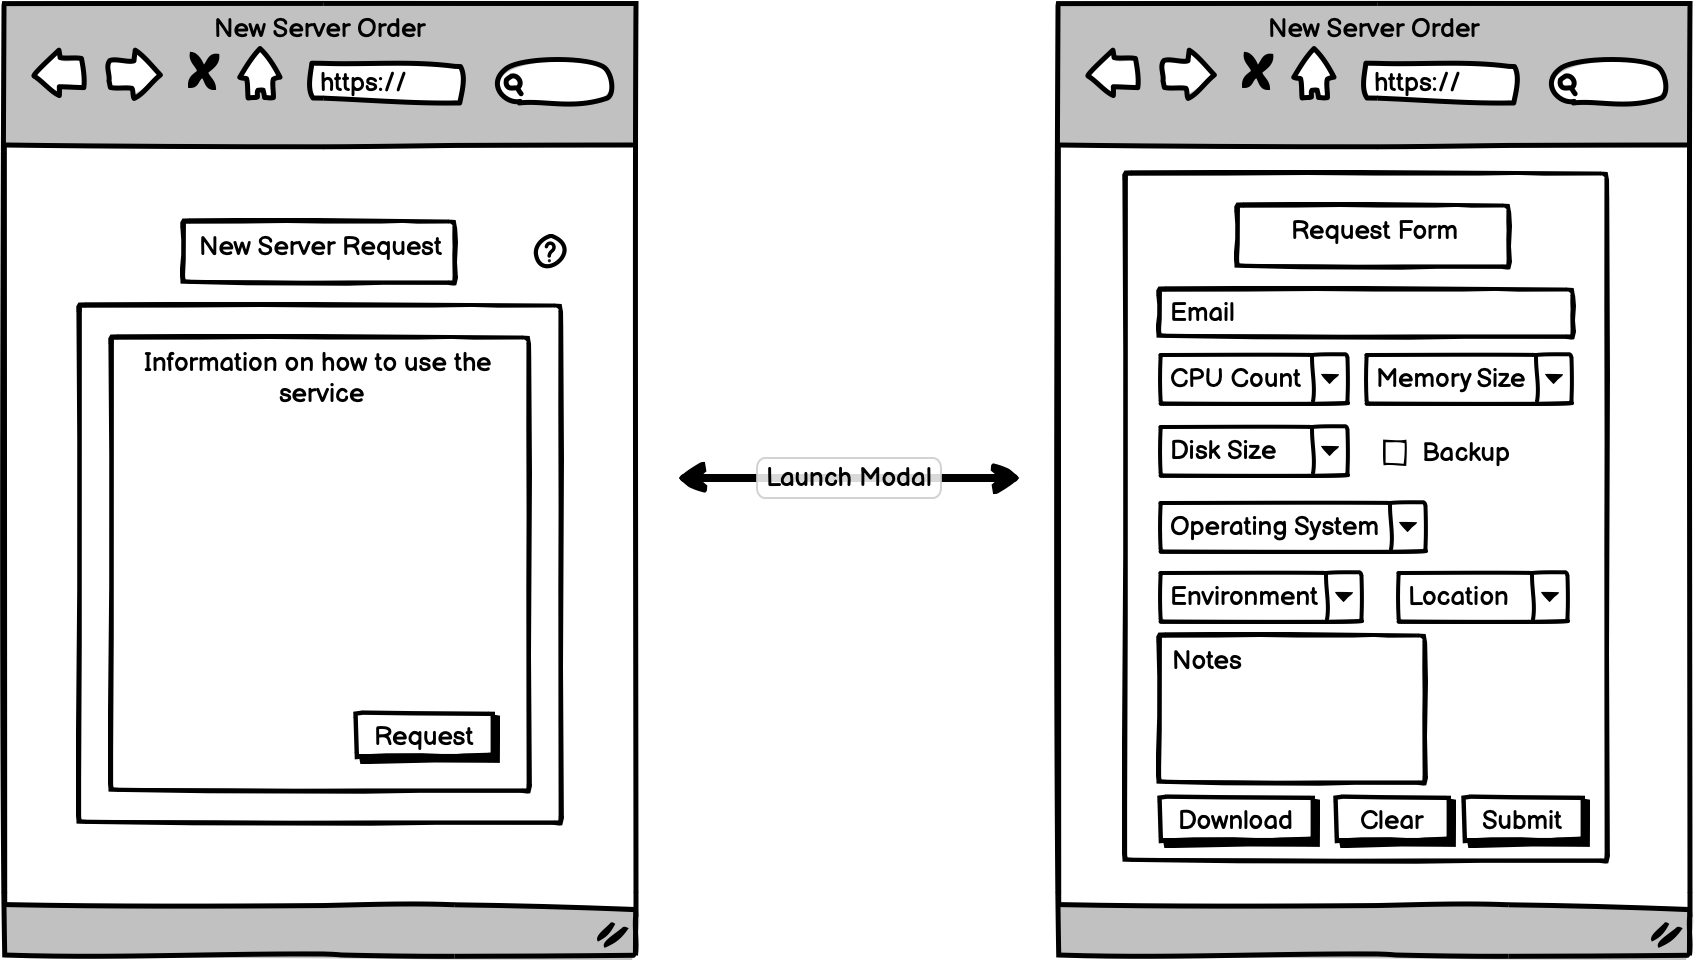 New Server Order
https://
New Server Request
?
Information on how to use the
service
Request
Launch Modal
New Server Order
https://
Request Form
Email
CPU Count
Memory Size
Disk Size
Backup
Operating System
Environment
Location
Notes
Download
Clear
Submit